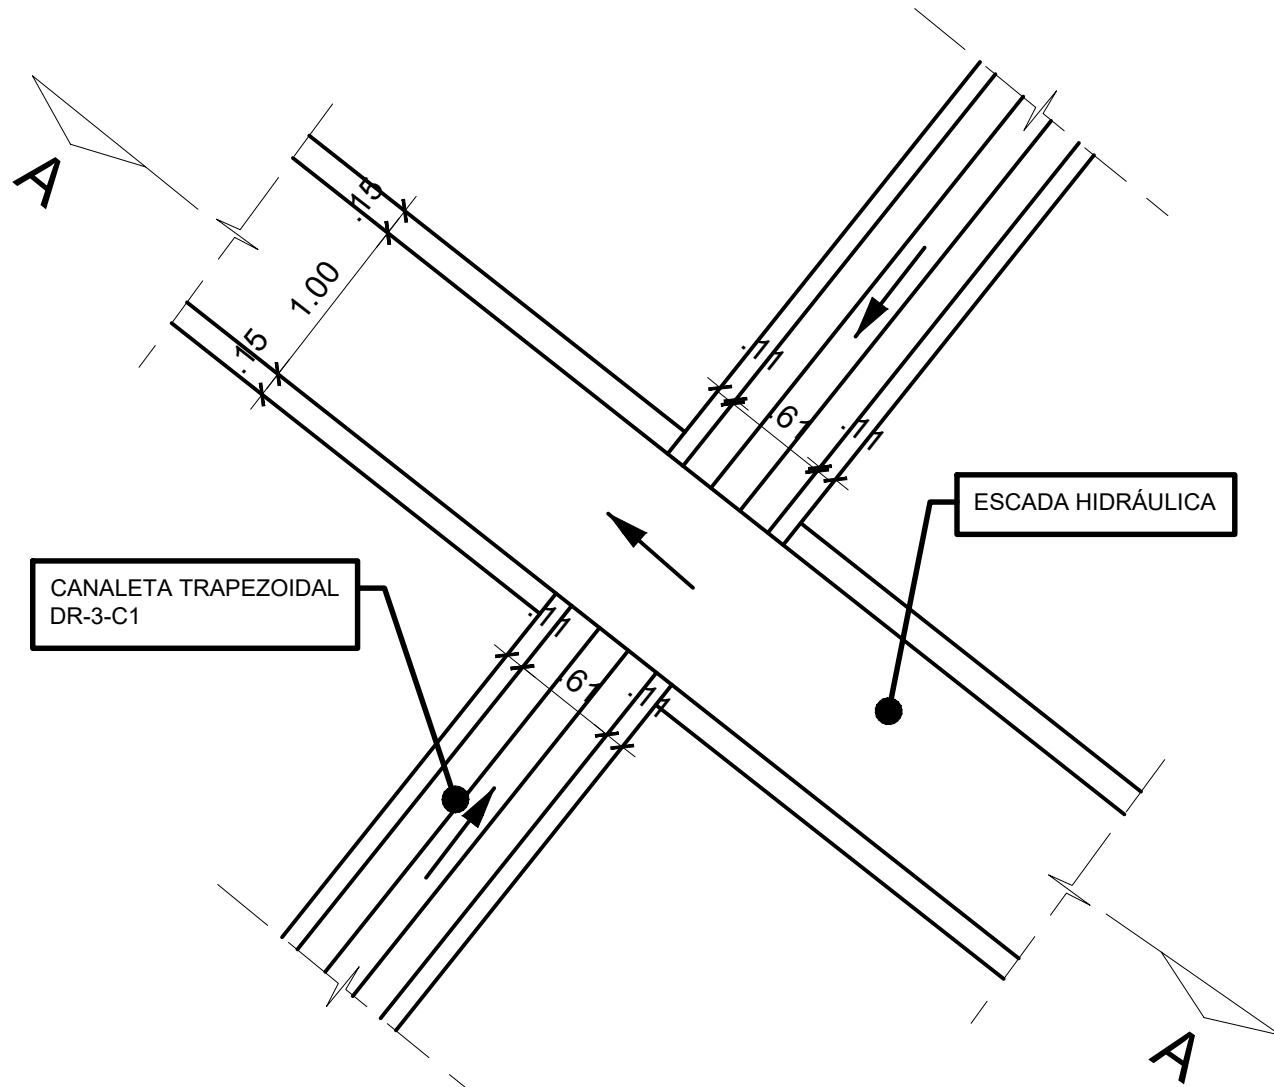 A
.15
1.00
.15
.11
.61
.11
ESCADA HIDRÁULICA
CANALETA TRAPEZOIDAL
DR-3-C1
.11
.61
.11
A